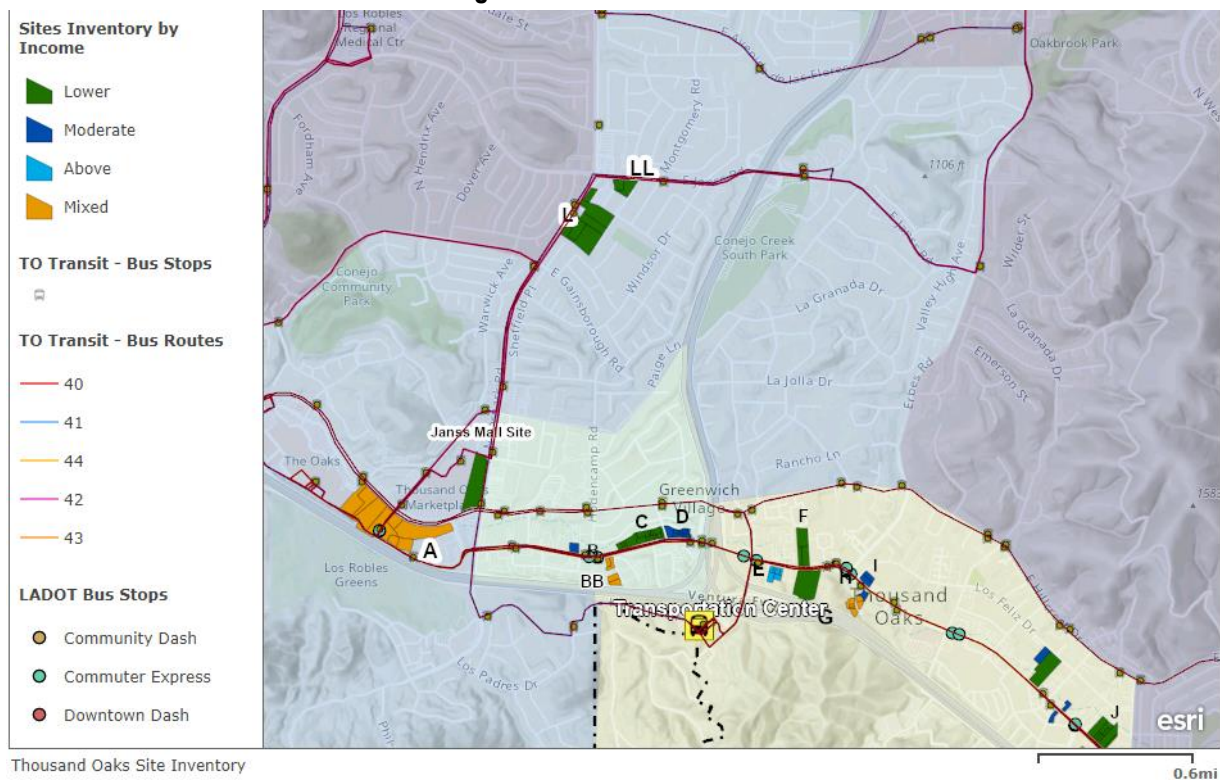 Sites Inventory by
Income
Lower
Moderate
Above
Mixed
TO Transit - Bus Stops
TO Transit - Bus Routes
40
41
44
42
43
LADOT Bus Stops
Community Dash
Commuter Express
Downtown Dash
Los Robles
Regional
Medical Ctr
Oakbrook Park
Fordham Ave
N Hendrix Ave
Dover Ave
Montgomery Rd
1106 ft
LL
L
Conejo Creek
South Park
Windsor Dr
Conejo
Community
Park
Warwick Ave
Sheffield Pl
E Gainsborough Rd
Paige Ln
La Granada Dr
Valley High Ave
Wilder St
La Granada Dr
Emerson St
La Jolla Dr
Erbes Rd
Janss Mall Site
Rancho Ln
The Oaks
Thousand Oaks
Marketplace
Greenwich
Village
A
B
BB
C
D
E
F
G
H
I
J
Los Robles
Greens
Transportation Center
Thousand
Oaks
Los Feliz Dr
Los Padres Dr
esri
Thousand Oaks Site Inventory
0.6mi